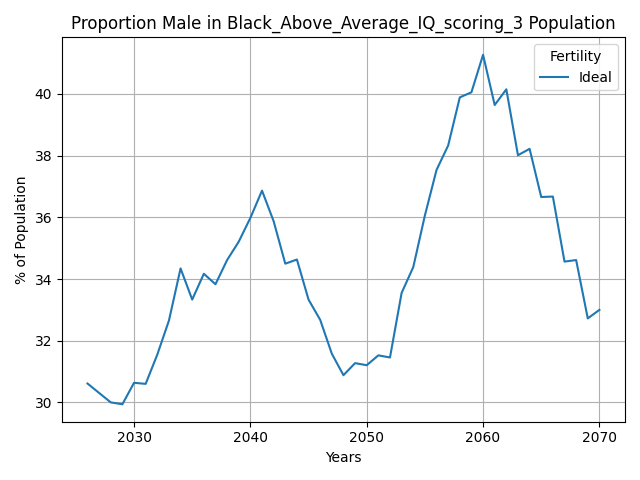 Proportion Male in Black_Above_Average_IQ_scoring_3 Population
Fertility
Ideal
% of Population
40
38
36
34
32
30
2030 2040 2050 2060 2070
Years